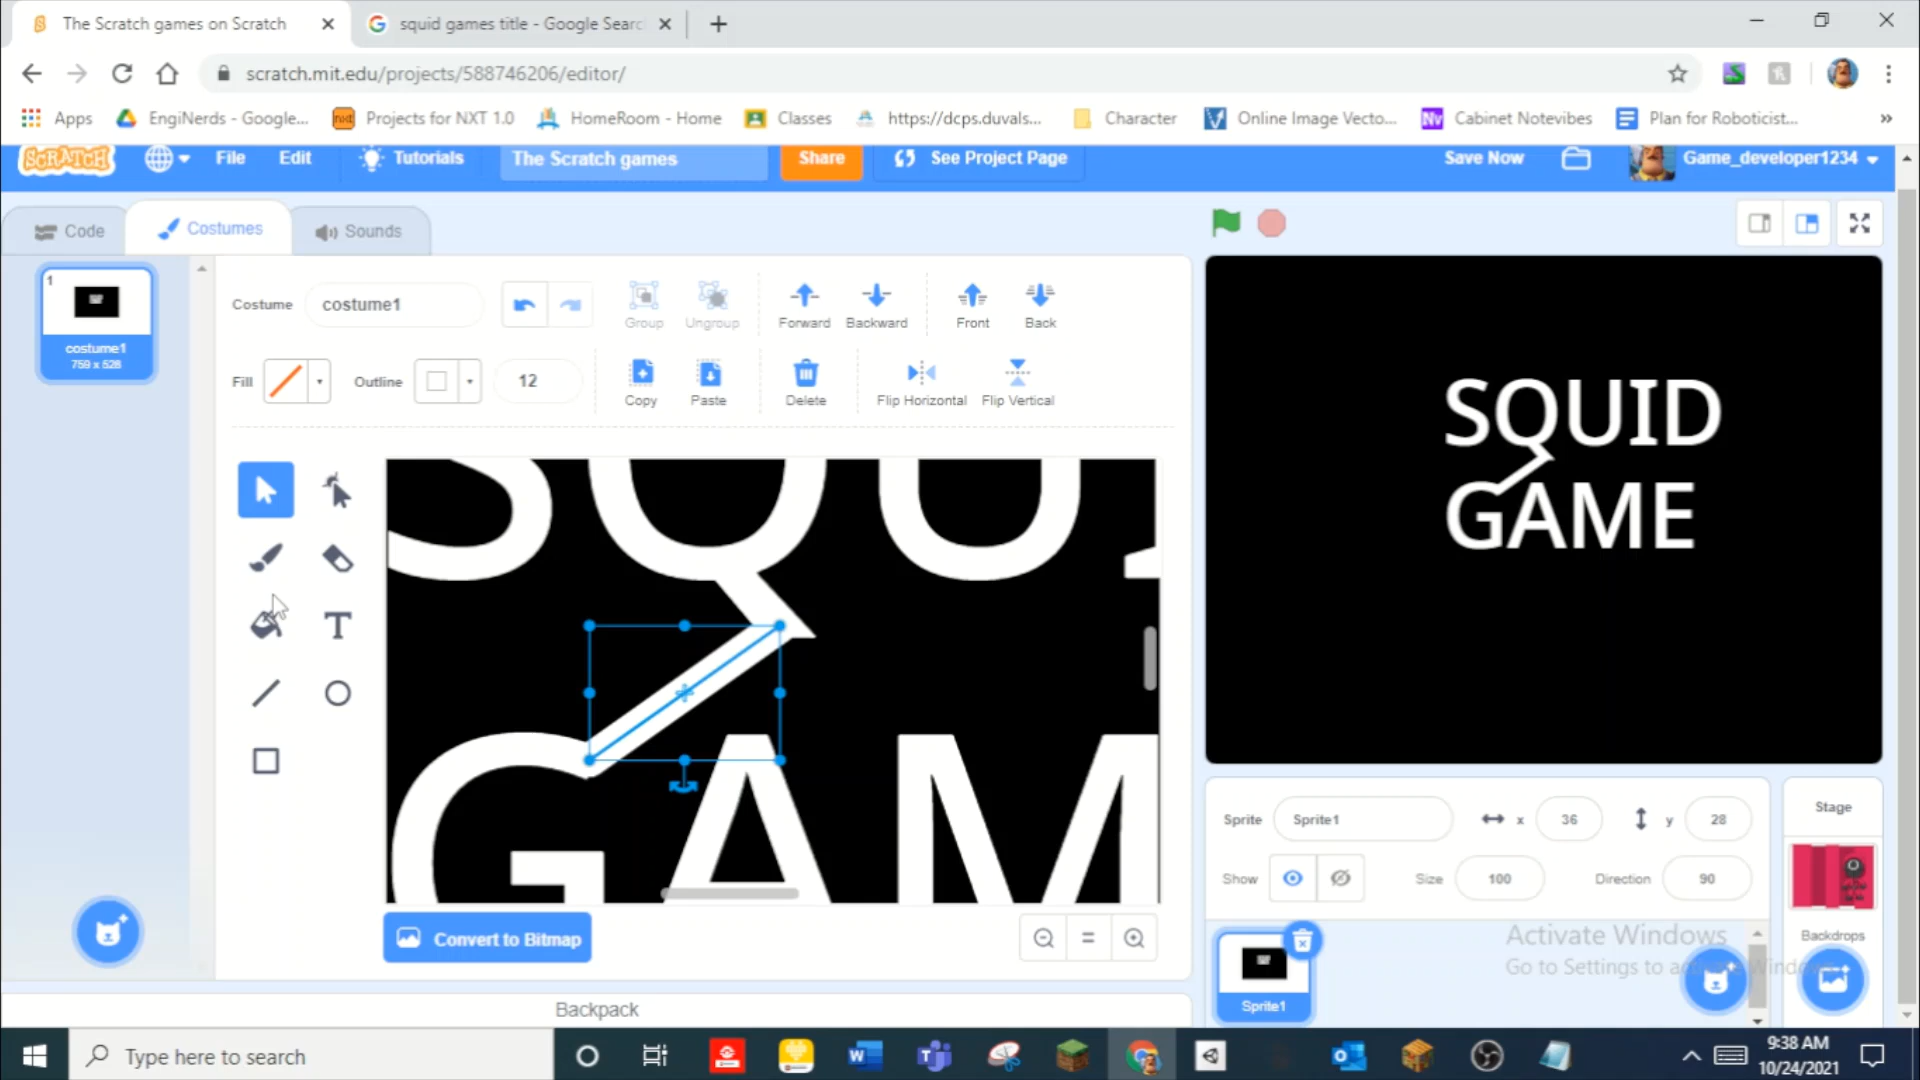 The Scratch games on Scratch
squid games title - Google Searc
scratch.mit.edu/projects/588746206/editor/
Apps EngiNerds - Google... Projects for NXT 1.0 HomeRoom - Home Classes https://dcps.duvals... Character Online Image Vecto... Nv Cabinet Notevibes Plan for Roboticist... »
SCRATCH File Edit Tutorials The Scratch games Share See Project Page Save Now Game_developer1234
Code Costumes Sounds
1
costume1
759 x 528
Costume costume1
Group Ungroup Forward Backward Front Back
Fill Outline 12
Copy Paste Delete Flip Horizontal Flip Vertical
SQU
GAM
Convert to Bitmap
Backpack
SQUID
GAME
Sprite Sprite1 x 36 y 28
Show Size 100 Direction 90
Stage
Backdrops
Sprite1
Activate Windows
Go to Settings to
Type here to search
9:38 AM
10/24/2021